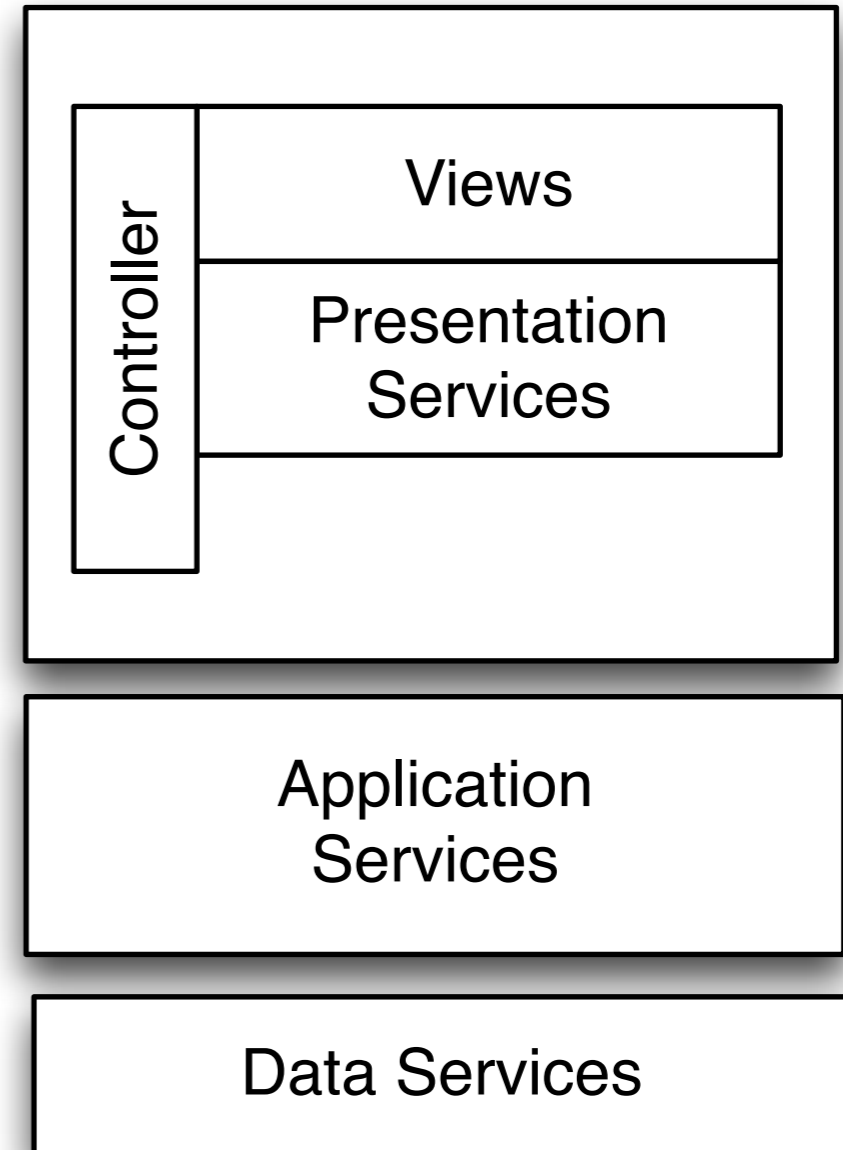 Controller
Views
Presentation
Services
Application
Services
Data Services